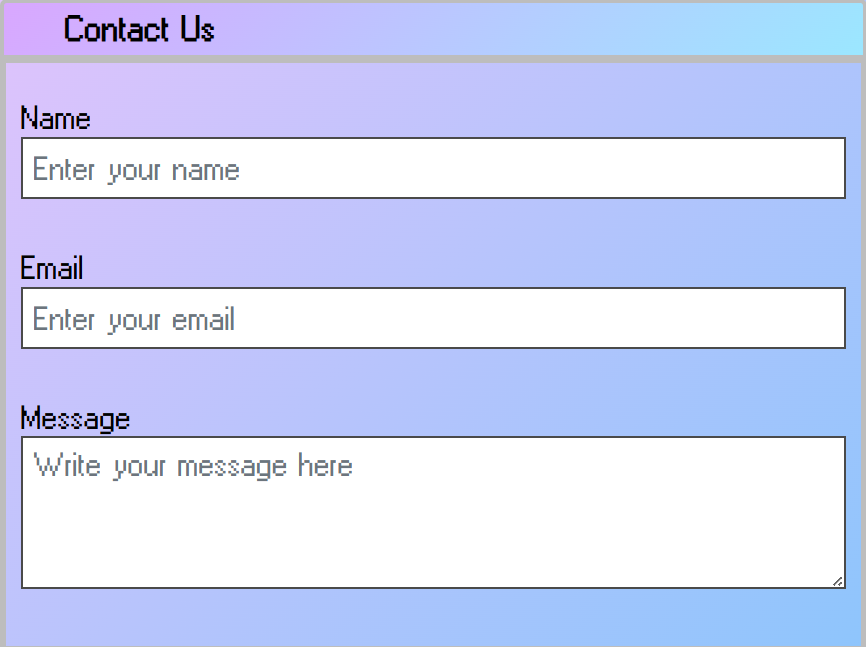 Contact Us
Name
Enter your name
Email
Enter your email
Message
Write your message here